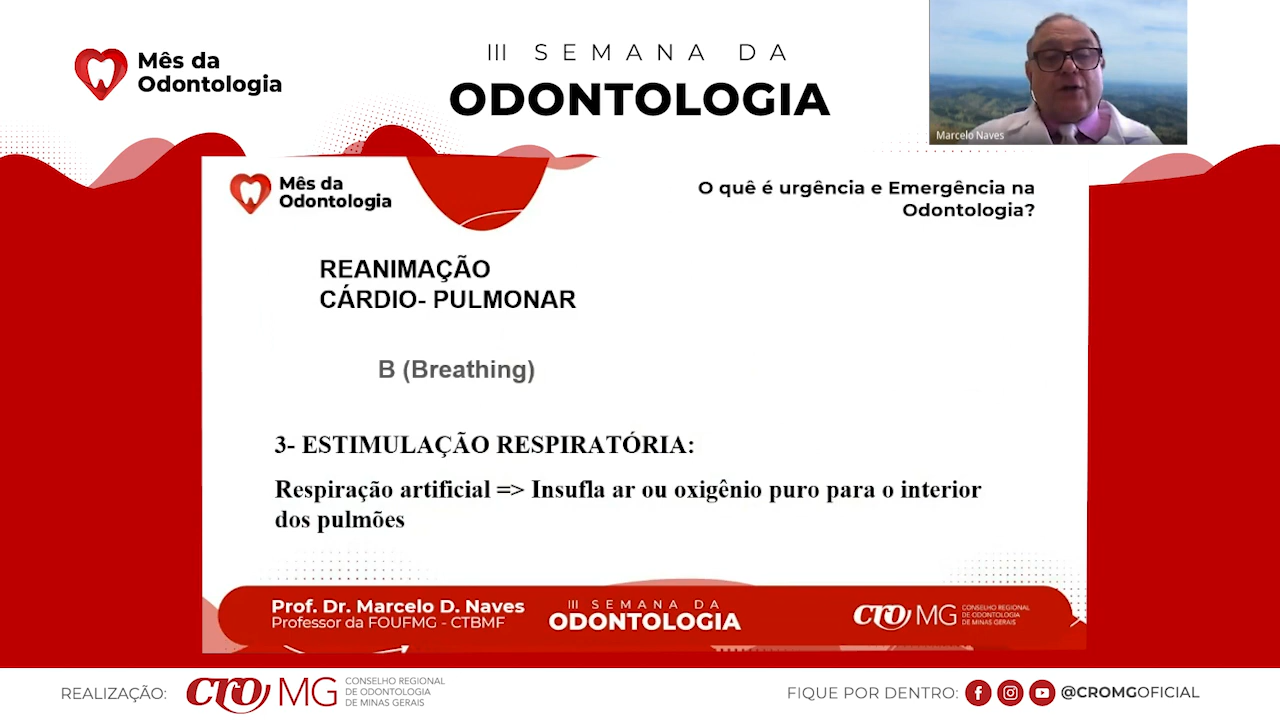 Mês da
Odontologia
III SEMANA DA
ODONTOLOGIA
Marcelo Naves
Mês da
Odontologia
O quê é urgência e Emergência na
Odontologia?
REANIMAÇÃO
CÁRDIO- PULMONAR
B (Breathing)
3- ESTIMULAÇÃO RESPIRATÓRIA:
Respiração artificial => Insufla ar ou oxigênio puro para o interior
dos pulmões
Prof. Dr. Marcelo D. Naves
Professor da FOUFMG - CTBMF
III SEMANA DA
ODONTOLOGIA
CRO MG
CONSELHO REGIONAL
DE ODONTOLOGIA
DE MINAS GERAIS
REALIZAÇÃO:
CRO MG
CONSELHO REGIONAL
DE ODONTOLOGIA
DE MINAS GERAIS
FIQUE POR DENTRO:
@CROMGOFICIAL